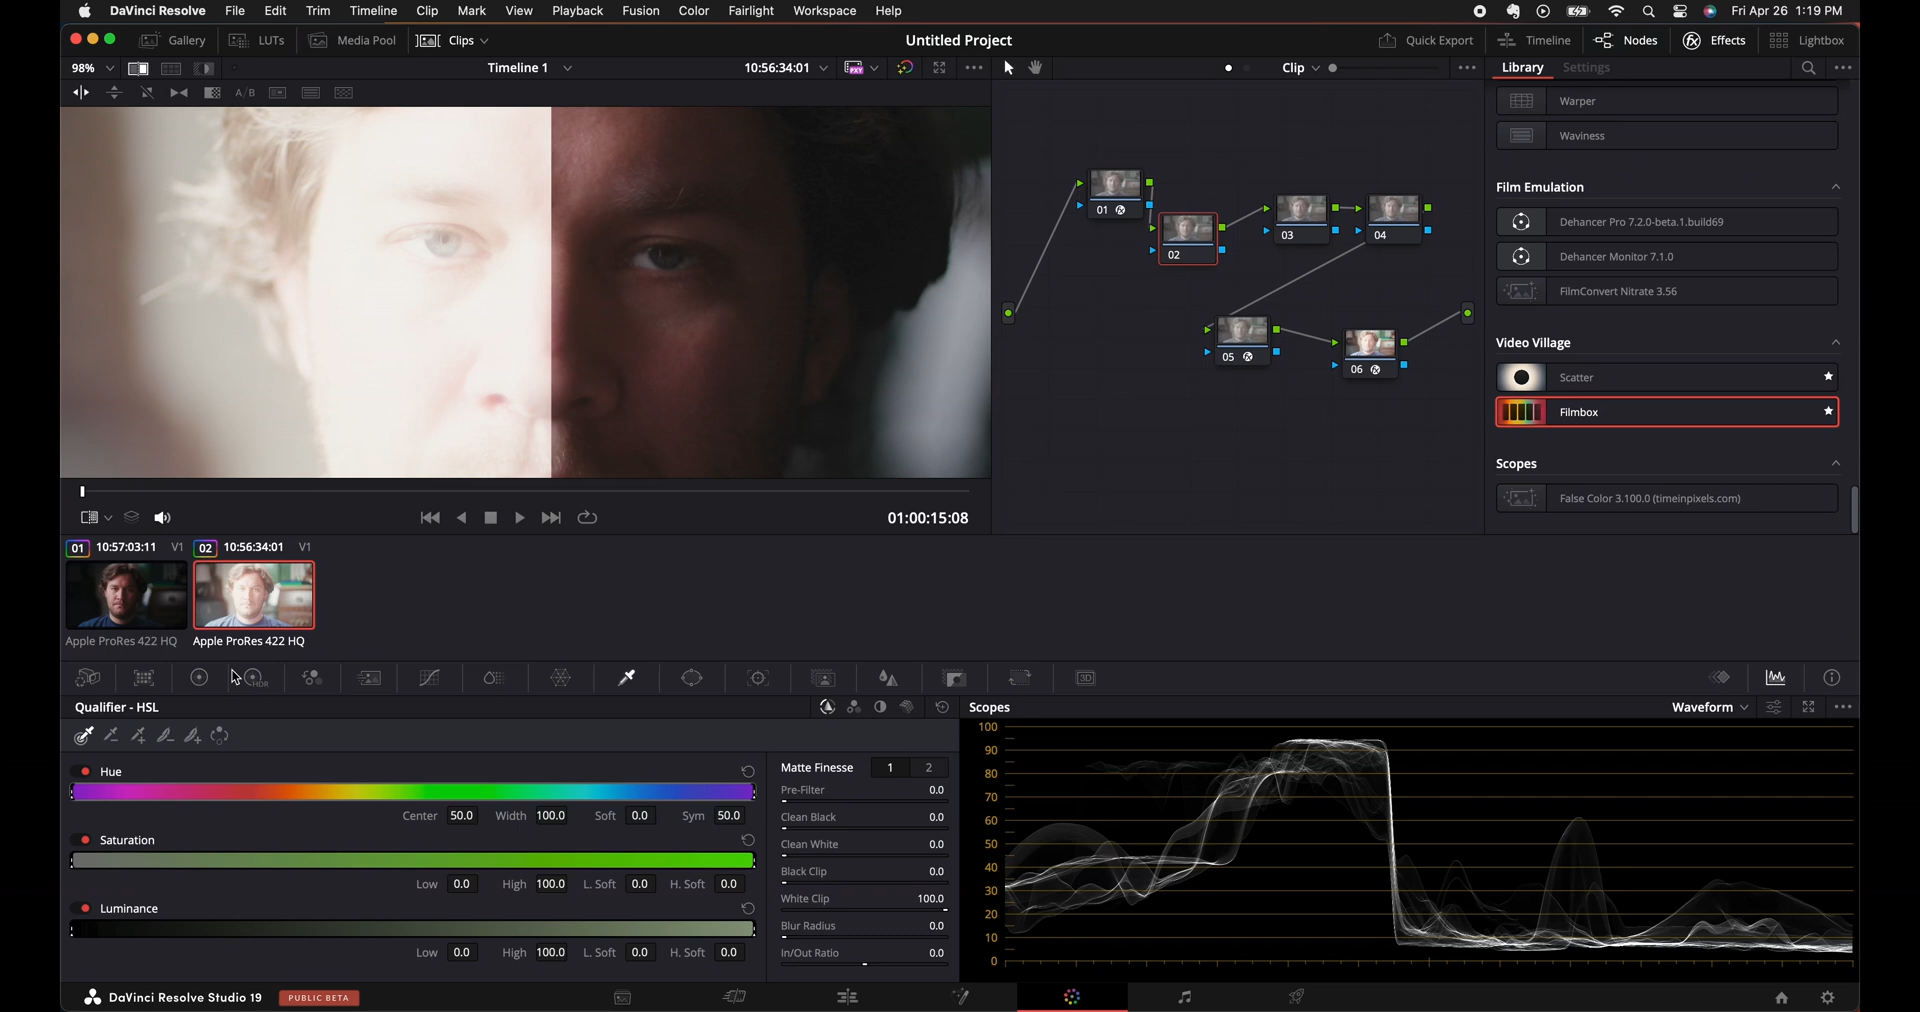 DaVinci Resolve File Edit Trim Timeline Clip Mark View Playback Fusion Color Fairlight Workspace Help Fri Apr 26 1:19 PM
Gallery LUTs Media Pool Clips Untitled Project Quick Export Timeline Nodes Effects Lightbox
98% Timeline 1 10:56:34:01 PXY Clip Library Settings
A/B
Warper
Waviness
Film Emulation
Dehancer Pro 7.2.0-beta.1.build69
Dehancer Monitor 7.1.0
FilmConvert Nitrate 3.56
Video Village
Scatter
Filmbox
Scopes
False Color 3.100.0 (timeinpixels.com)
01
02
03
04
05
06
01:00:15:08
01 10:57:03:11 V1 02 10:56:34:01 V1
Apple ProRes 422 HQ Apple ProRes 422 HQ
HDR 3D
Qualifier - HSL
Hue
Center 50.0 Width 100.0 Soft 0.0 Sym 50.0
Saturation
Low 0.0 High 100.0 L. Soft 0.0 H. Soft 0.0
Luminance
Low 0.0 High 100.0 L. Soft 0.0 H. Soft 0.0
Matte Finesse 1 2
Pre-Filter 0.0
Clean Black 0.0
Clean White 0.0
Black Clip 0.0
White Clip 100.0
Blur Radius 0.0
In/Out Ratio 0.0
Scopes Waveform
100
90
80
70
60
50
40
30
20
10
0
DaVinci Resolve Studio 19 PUBLIC BETA